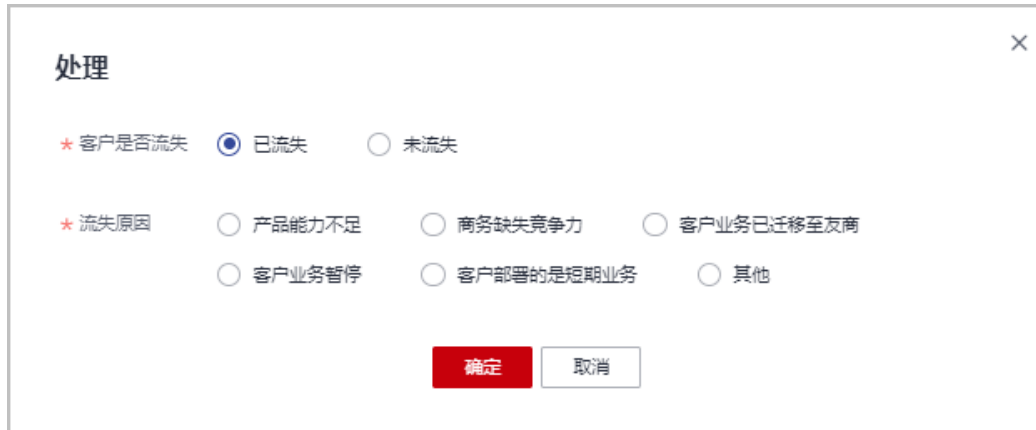 处理
* 客户是否流失 已流失 未流失
* 流失原因 产品能力不足 商务缺失竞争力 客户业务已迁移至友商
客户业务暂停 客户部署的是短期业务 其他
确定 取消